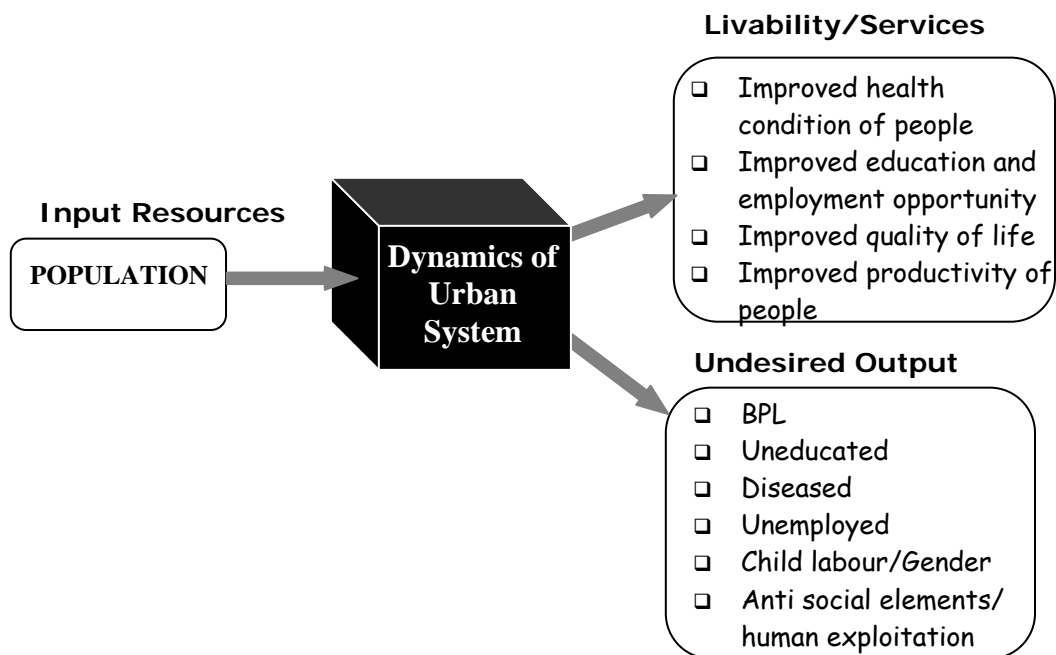 Livability/Services
❑ Improved health
condition of people
❑ Improved education and
employment opportunity
❑ Improved quality of life
❑ Improved productivity of
people
Input Resources
POPULATION
Dynamics of
Urban
System
Undesired Output
❑ BPL
❑ Uneducated
❑ Diseased
❑ Unemployed
❑ Child labour/Gender
❑ Anti social elements/
human exploitation